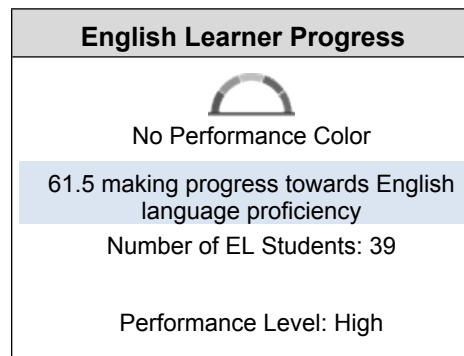 English Learner Progress
No Performance Color
61.5 making progress towards English
language proficiency
Number of EL Students: 39
Performance Level: High